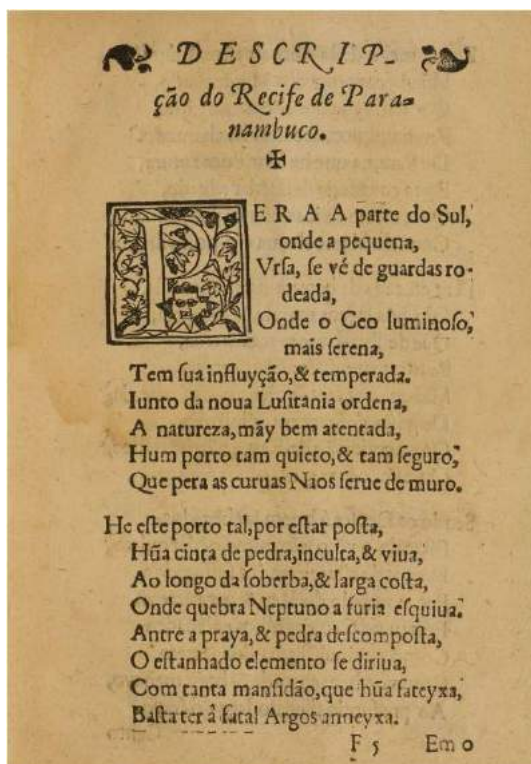 DESCRIP-
ção do Recife de Para-
nambuco.
✠
PERA A parte do Sul,
onde a pequena,
Vrſa, ſe vé de guardas ro-
deada,
Onde o Ceo luminoſo,
mais ſerena,
Tem ſua influyção, & temperada.
Iunto da noua Luſitania ordena,
A natureza, mãy bem atentada,
Hum porto tam quieto, & tam ſeguro,
Que pera as curuas Náos ſerue de muro.
He eſte porto tal, por eſtar poſta,
Hũa cinta de pedra, inculta, & viua,
Ao longo da ſoberba, & larga coſta,
Onde quebra Neptuno a furia eſquiua.
Antre a praya, & pedra deſcompoſta,
O eſtanhado elemento ſe diriua,
Com tanta manſidão, que hũa fateyxa,
Baſta ter â fatal Argos anneyxa.
F 5 Em o